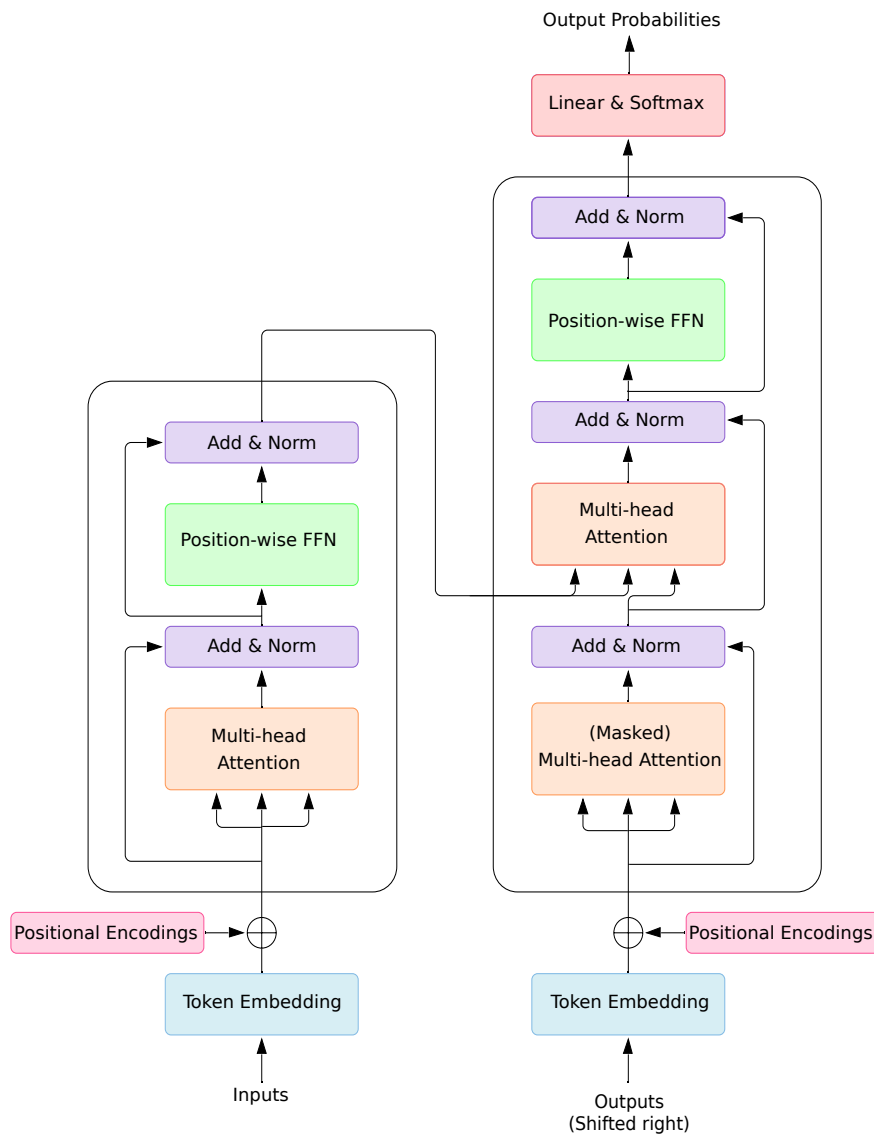 Output Probabilities
Linear & Softmax
Add & Norm
Position-wise FFN
Add & Norm
Multi-head
Attention
Add & Norm
(Masked)
Multi-head Attention
Positional Encodings
Token Embedding
Outputs
(Shifted right)
Add & Norm
Position-wise FFN
Add & Norm
Multi-head
Attention
Positional Encodings
Token Embedding
Inputs